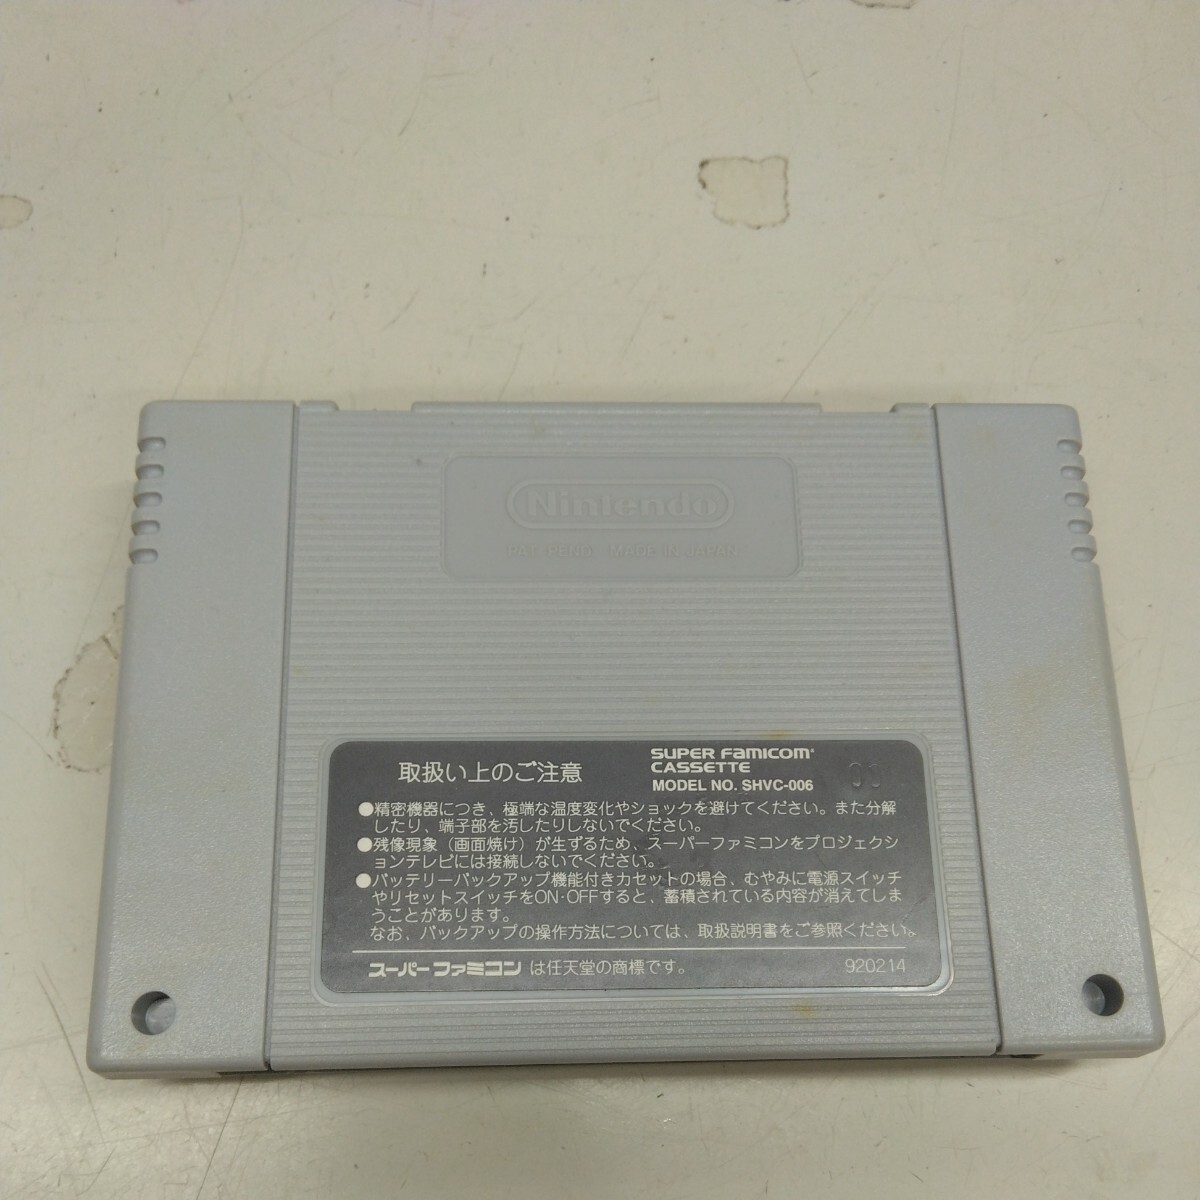 Nintendo
PAT. PEND. MADE IN JAPAN
取扱い上のご注意
SUPER FAMICOM
CASSETTE
MODEL NO. SHVC-006
00
●精密機器につき、極端な温度変化やショックを避けてください。また分解
したり、端子部を汚したりしないでください。
●残像現象（画面焼け）が生ずるため、スーパーファミコンをプロジェクシ
ョンテレビには接続しないでください。
●バッテリーバックアップ機能付きカセットの場合、むやみに電源スイッチ
やリセットスイッチをON·OFFすると、蓄積されている内容が消えてしま
うことがあります。
なお、バックアップの操作方法については、取扱説明書をご参照ください。
スーパーファミコン は任天堂の商標です。
920214